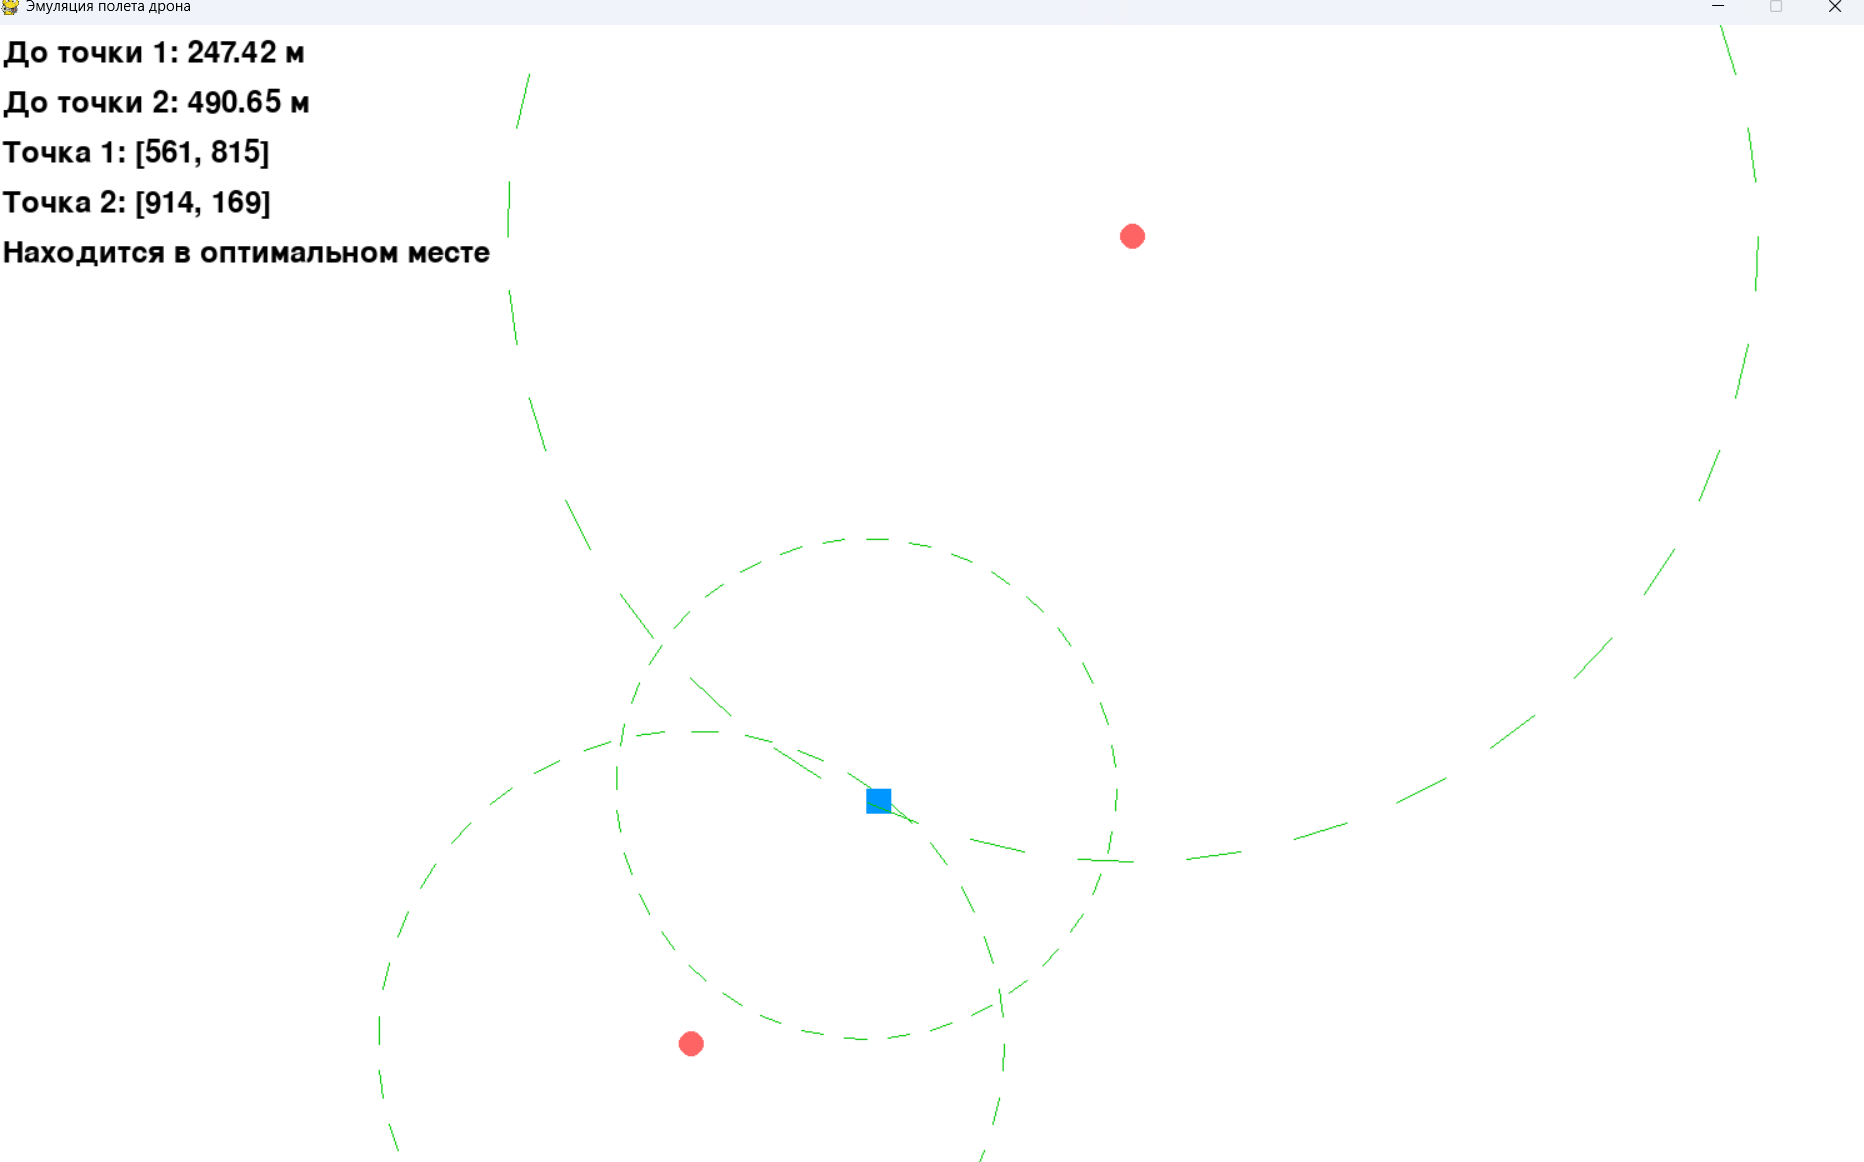 Эмуляция полета дрона
До точки 1: 247.42 м
До точки 2: 490.65 м
Точка 1: [561, 815]
Точка 2: [914, 169]
Находится в оптимальном месте